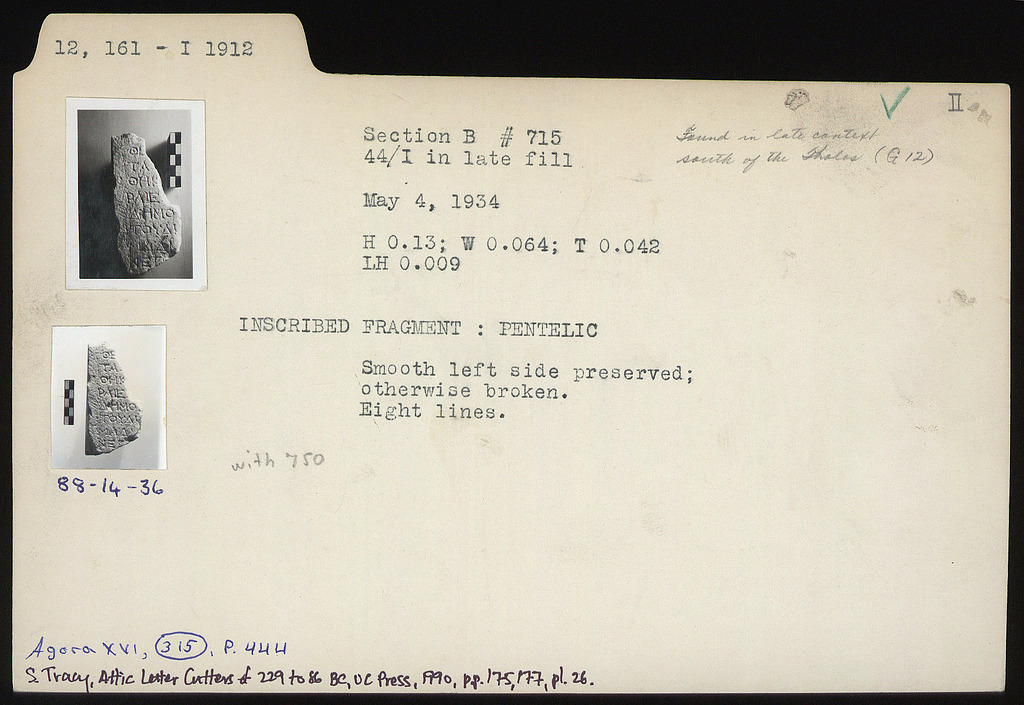 12, 161 - I 1912
II
Section B # 715
44/I in late fill
Found in late context
south of the Tholos (G 12)
May 4, 1934
H 0.13; W 0.064; T 0.042
LH 0.009
INSCRIBED FRAGMENT : PENTELIC
Smooth left side preserved;
otherwise broken.
Eight lines.
with 750
88-14-36
Agora XVI, 315, P. 444
S. Tracy, Attic Letter Cutters of 229 to 86 BC, UC Press, 1990, pp. 175, 177, pl. 26.